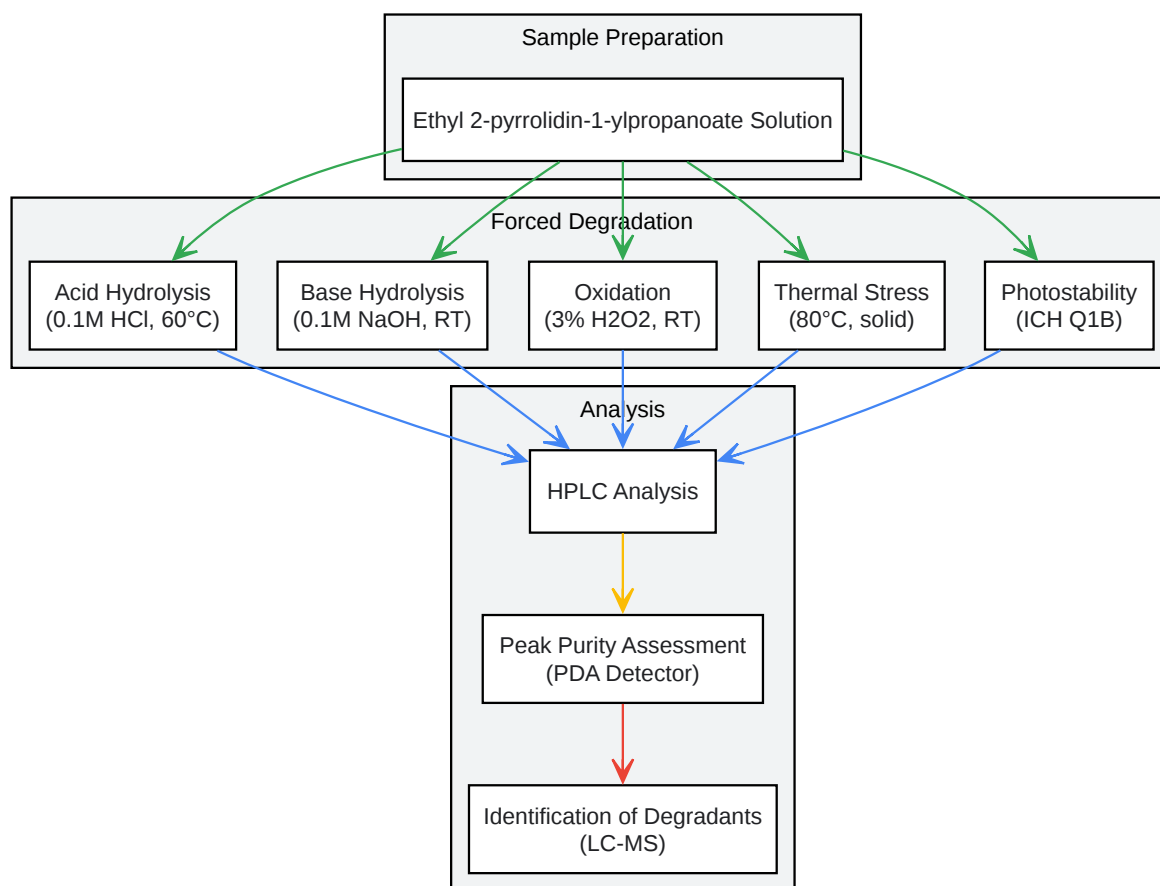 Sample Preparation
Ethyl 2-pyrrolidin-1-ylpropanoate Solution
Forced Degradation
Acid Hydrolysis
(0.1M HCl, 60°C)
Base Hydrolysis
(0.1M NaOH, RT)
Oxidation
(3% H2O2, RT)
Thermal Stress
(80°C, solid)
Photostability
(ICH Q1B)
Analysis
HPLC Analysis
Peak Purity Assessment
(PDA Detector)
Identification of Degradants
(LC-MS)